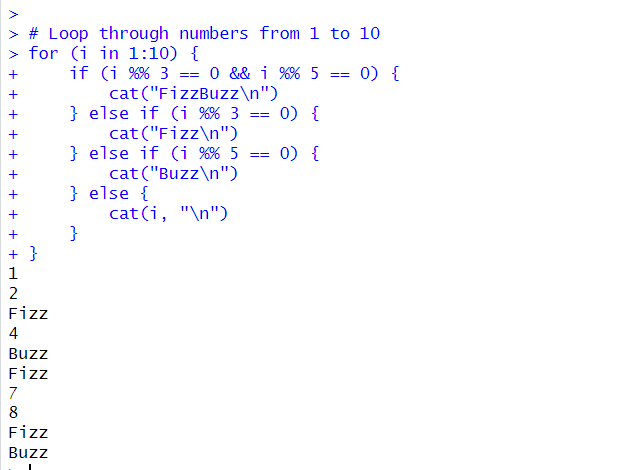 >
> # Loop through numbers from 1 to 10
> for (i in 1:10) {
+     if (i %% 3 == 0 && i %% 5 == 0) {
+         cat("FizzBuzz\n")
+     } else if (i %% 3 == 0) {
+         cat("Fizz\n")
+     } else if (i %% 5 == 0) {
+         cat("Buzz\n")
+     } else {
+         cat(i, "\n")
+     }
+ }
1
2
Fizz
4
Buzz
Fizz
7
8
Fizz
Buzz
>